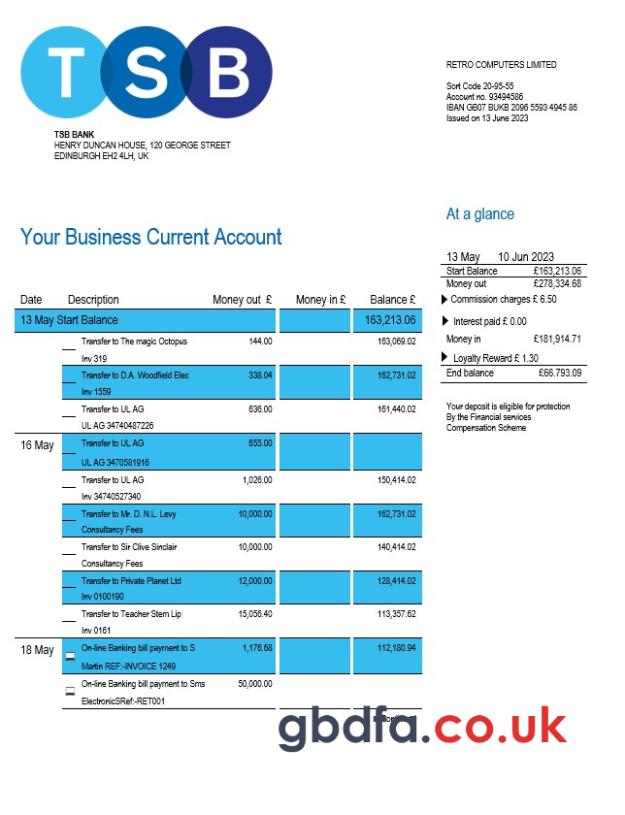 TSB
RETRO COMPUTERS LIMITED
Sort Code 20-95-55
Account no. 93494586
IBAN GB07 BUKB 2096 5593 4945 86
Issued on 13 June 2023
TSB BANK
HENRY DUNCAN HOUSE, 120 GEORGE STREET
EDINBURGH EH2 4LH, UK
At a glance
Your Business Current Account
13 May 10 Jun 2023
Start Balance £163,213.06
Money out £278,334.68
Commission charges £ 6.50
Interest paid £ 0.00
Money in £181,914.71
Loyalty Reward £ 1.30
End balance £66.793.09
Your deposit is eligible for protection
By the Financial services
Compensation Scheme
Date Description Money out £ Money in £ Balance £
13 May Start Balance 163,213.06
Transfer to The magic Octopus 144.00 163,069.02
Inv 319
Transfer to D.A. Woodfield Elec 338.04 162,731.02
Inv 1559
Transfer to UL AG 636.00 161,440.02
UL AG 34740487226
16 May Transfer to UL AG 655.00
UL AG 3470581916
Transfer to UL AG 1,026.00 150,414.02
Inv 34740527340
Transfer to Mr. D. N.L. Levy 10,000.00 162,731.02
Consultancy Fees
Transfer to Sir Clive Sinclair 10,000.00 140,414.02
Consultancy Fees
Transfer to Private Planet Ltd 12,000.00 128,414.02
Inv 0100190
Transfer to Teacher Stem Lip 15,056.40 113,357.62
Inv 0161
18 May On-line Banking bill payment to S 1,176.68 112,180.94
Martin REF:-INVOICE 1249
On-line Banking bill payment to Sms 50,000.00
ElectronicSRef:-RET001
gbdfa.co.uk